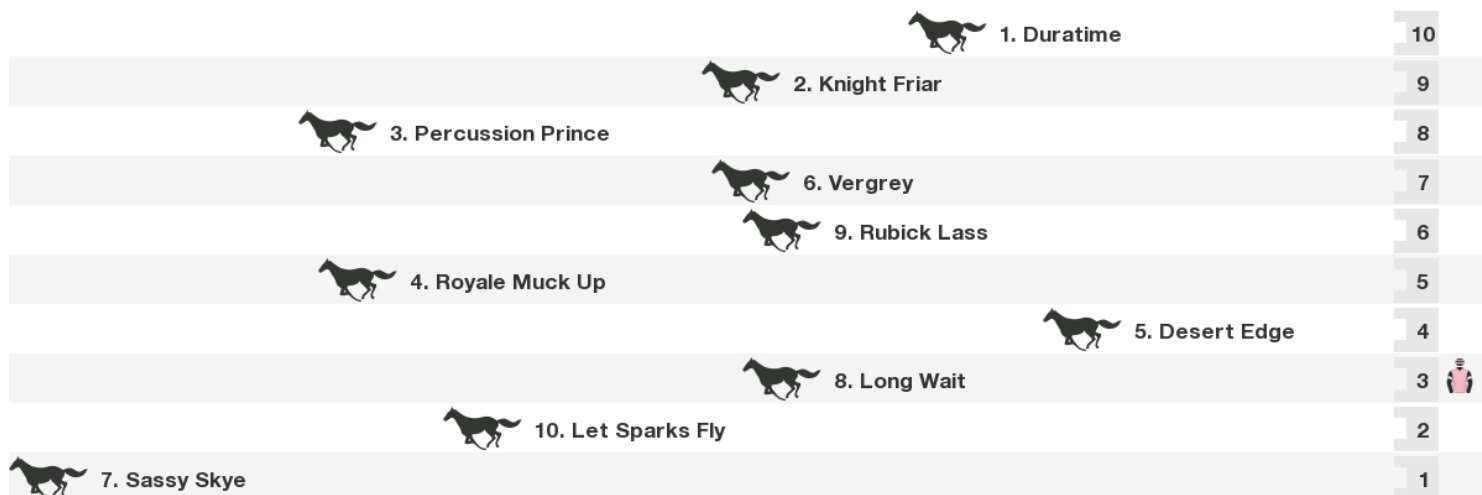 1. Duratime 10
2. Knight Friar 9
3. Percussion Prince 8
6. Vergrey 7
9. Rubick Lass 6
4. Royale Muck Up 5
5. Desert Edge 4
8. Long Wait 3
10. Let Sparks Fly 2
7. Sassy Skye 1